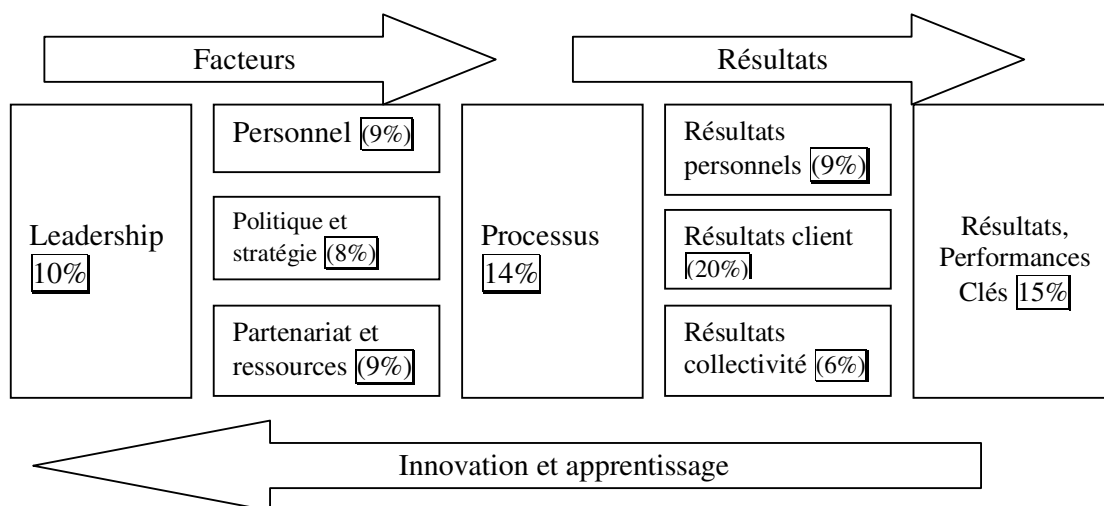 Facteurs
Résultats
Leadership
10%
Personnel (9%)
Politique et
stratégie (8%)
Partenariat et
ressources (9%)
Processus
14%
Résultats
personnels (9%)
Résultats client
(20%)
Résultats
collectivité (6%)
Résultats,
Performances
Clés 15%
Innovation et apprentissage